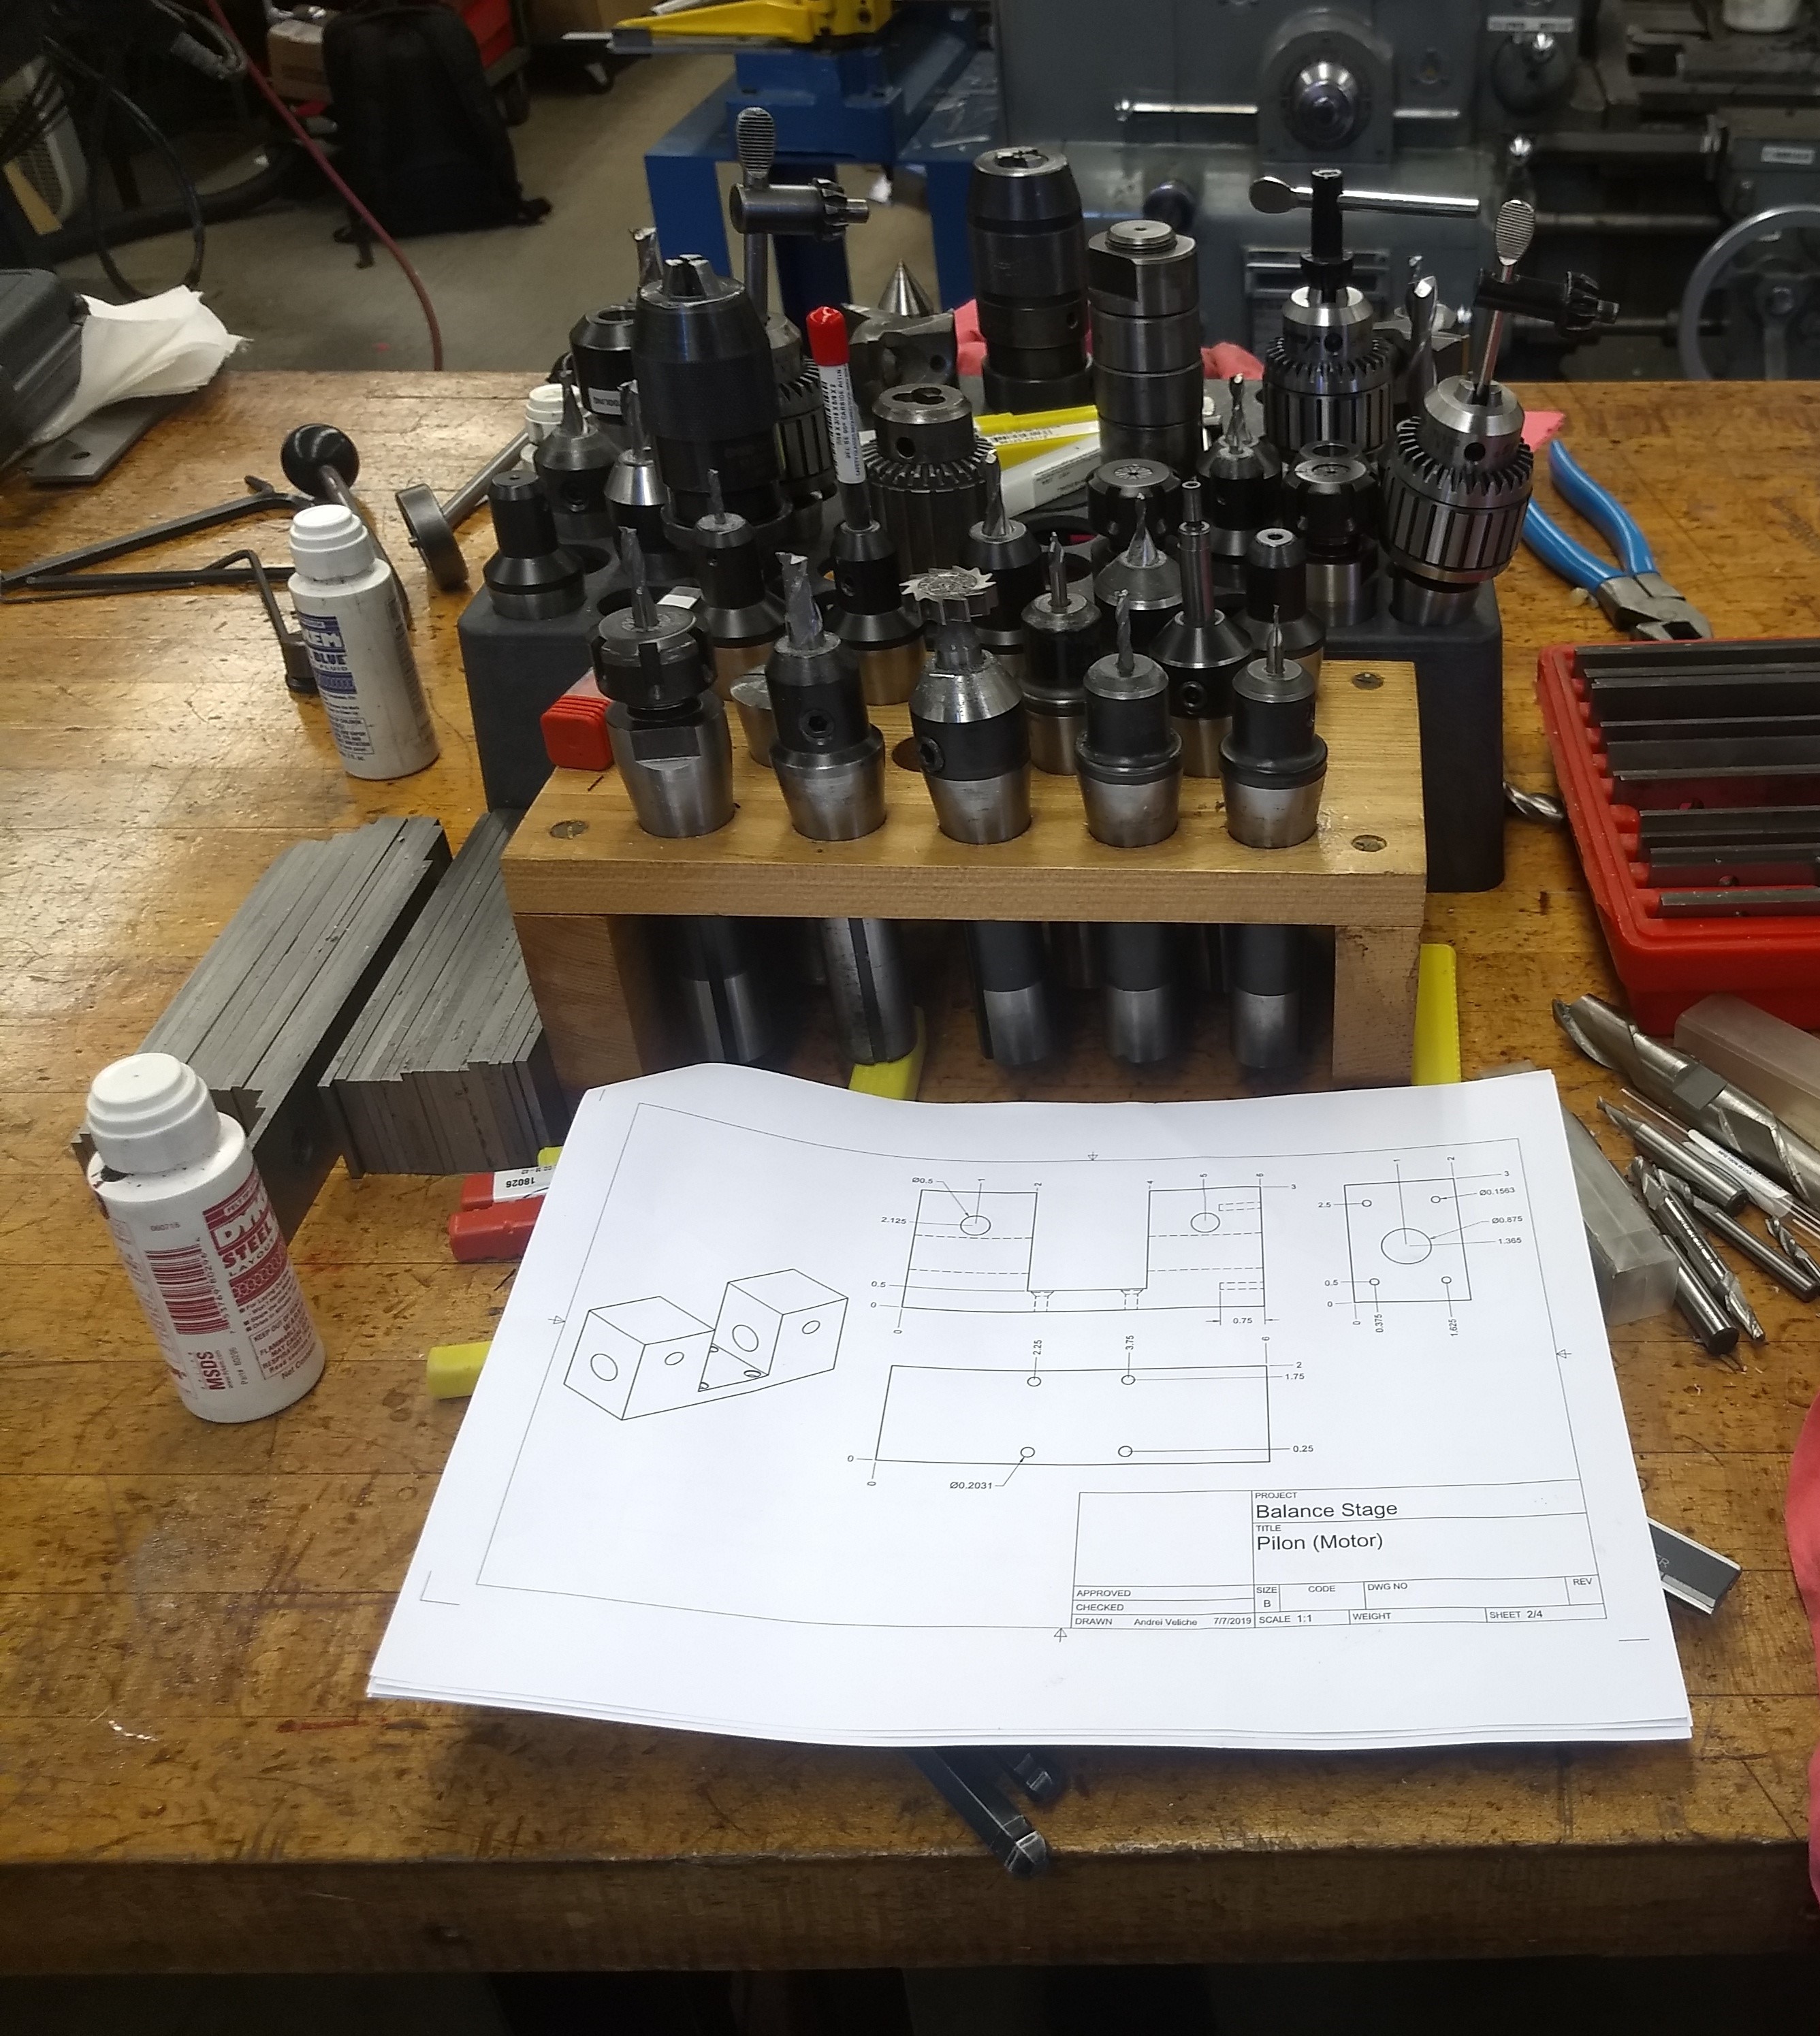 BLUE
FLUID
STEEL
MSDS
18026
Ø0.5
1
2
4
5
6
3
2.125
0.5
0
0
0.75
6
1
2
3
2.5
Ø0.1563
Ø0.875
1.365
0.5
0
0
0.375
1.625
2.25
3.75
2
1.75
0.25
0
0
Ø0.2031
PROJECT
Balance Stage
TITLE
Pilon (Motor)
APPROVED
CHECKED
DRAWN Andrei Veliche 7/7/2019
SIZE B CODE DWG NO REV
SCALE 1:1 WEIGHT SHEET 2/4